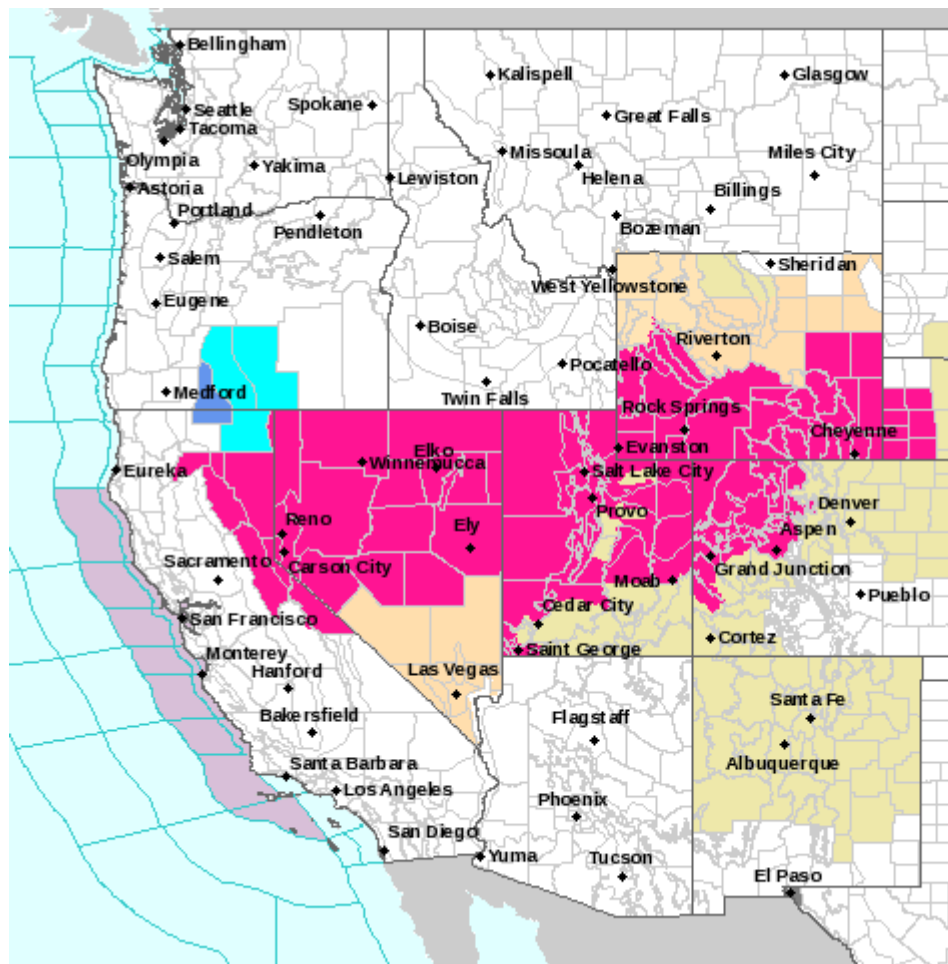 Bellingham
Kalispell
Glasgow
Spokane
Seattle
Great Falls
Tacoma
Olympia
Yakima
Missoula
Miles City
Helena
Lewiston
Astoria
Billings
Portland
Pendleton
Bozeman
Salem
Sheridan
West Yellowstone
Eugene
Boise
Riverton
Pocatello
Medford
Twin Falls
Rock Springs
Cheyenne
Evanston
Elko
Winnemucca
Eureka
Salt Lake City
Provo
Denver
Reno
Ely
Aspen
Sacramento
Carson City
Grand Junction
Moab
Pueblo
Cedar City
San Francisco
Cortez
Saint George
Monterey
Hanford
Las Vegas
Santa Fe
Bakersfield
Flagstaff
Albuquerque
Santa Barbara
Los Angeles
Phoenix
San Diego
Yuma
Tucson
El Paso